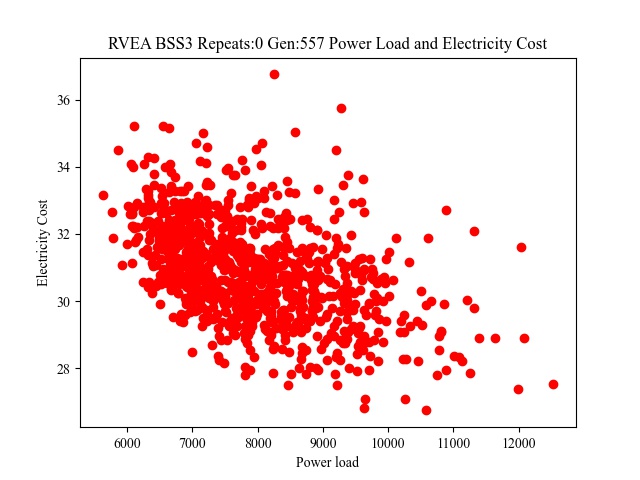 RVEA BSS3 Repeats:0 Gen:557 Power Load and Electricity Cost
36
34
32
30
28
Electricity Cost
6000 7000 8000 9000 10000 11000 12000
Power load